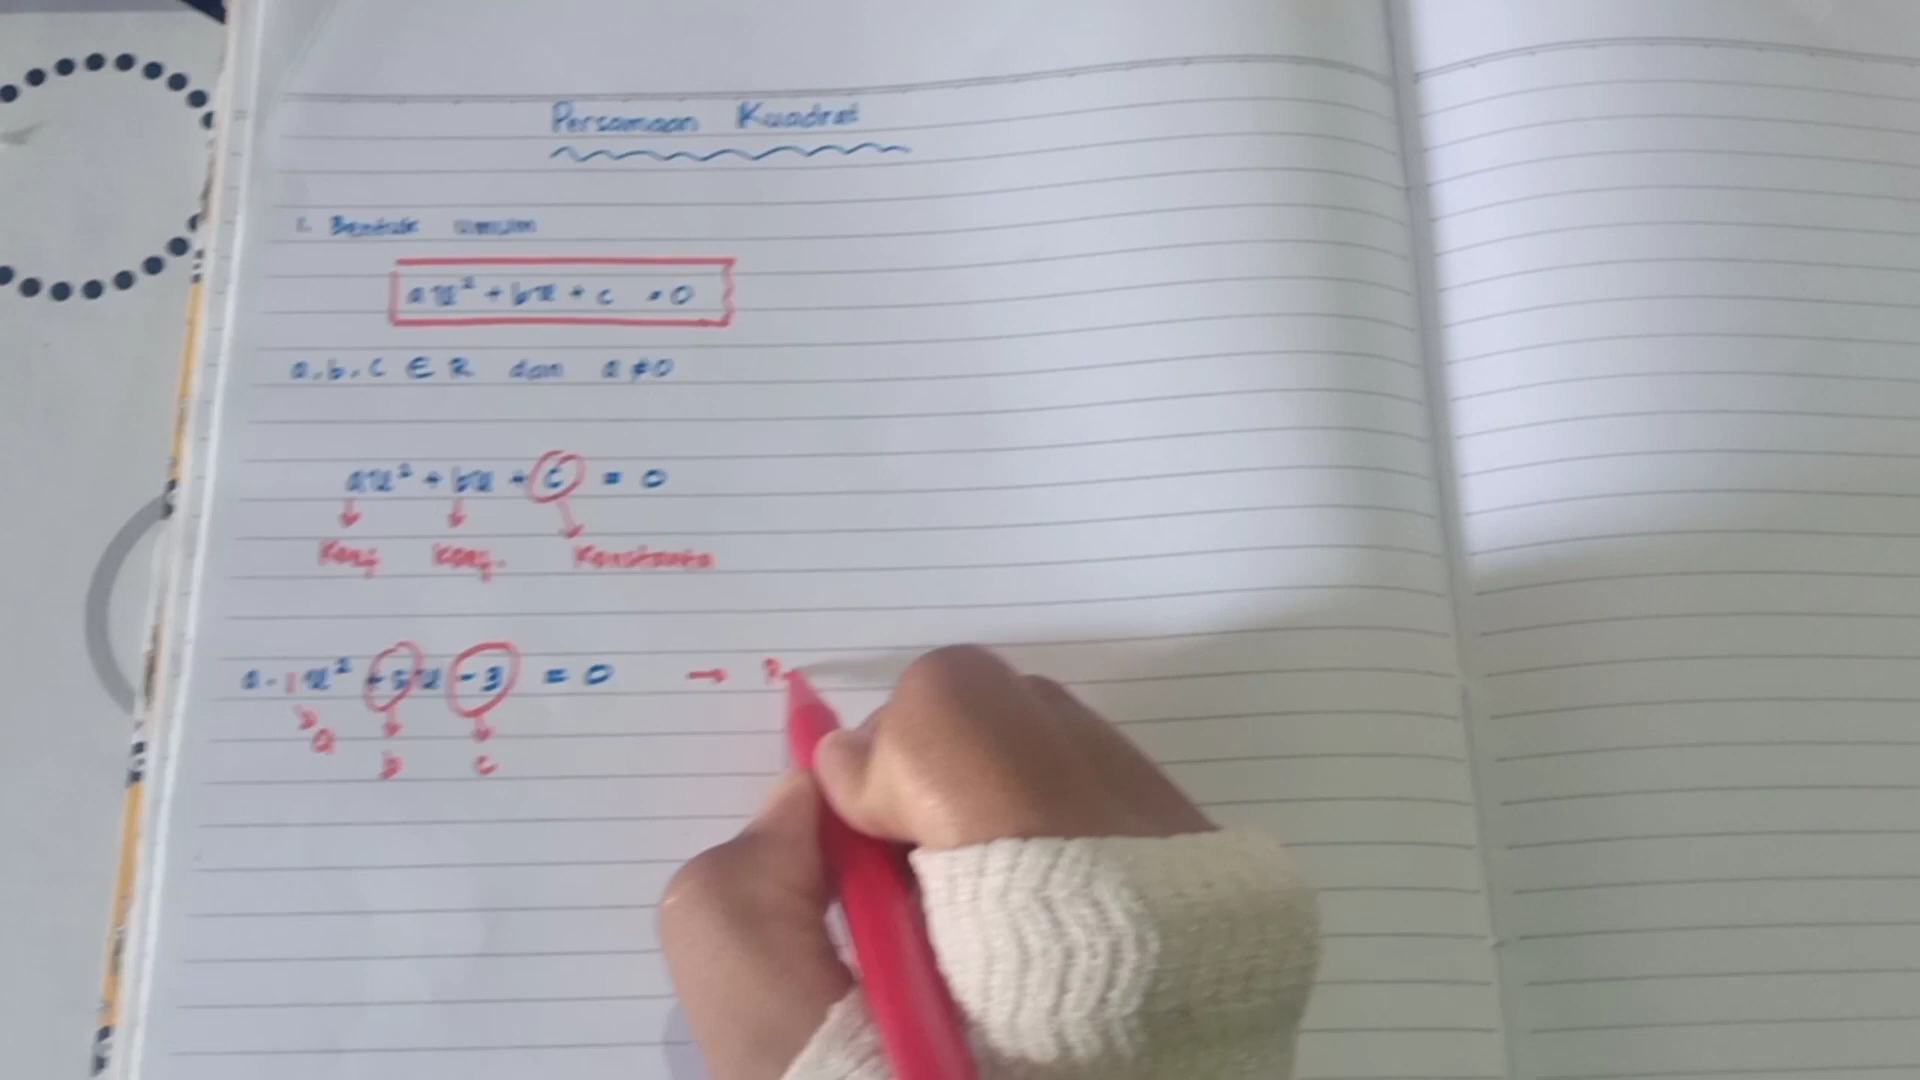 Persamaan Kuadrat
1. Bentuk umum
ax² + bx + c = 0
a, b, c ∈ R dan a ≠ 0
ax² + bx + c = 0
Koef Koef. Konstanta
a. 1x² x - 3 = 0 →
a b c